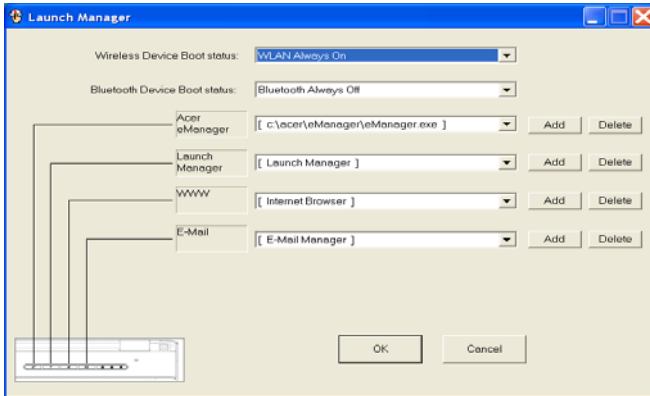 Launch Manager
Wireless Device Boot status: WLAN Always On
Bluetooth Device Boot status: Bluetooth Always Off
Acer
eManager
[ c:\acer\eManager\eManager.exe ] Add Delete
Launch
Manager
[ Launch Manager ] Add Delete
WWW
[ Internet Browser ] Add Delete
E-Mail
[ E-Mail Manager ] Add Delete
OK Cancel